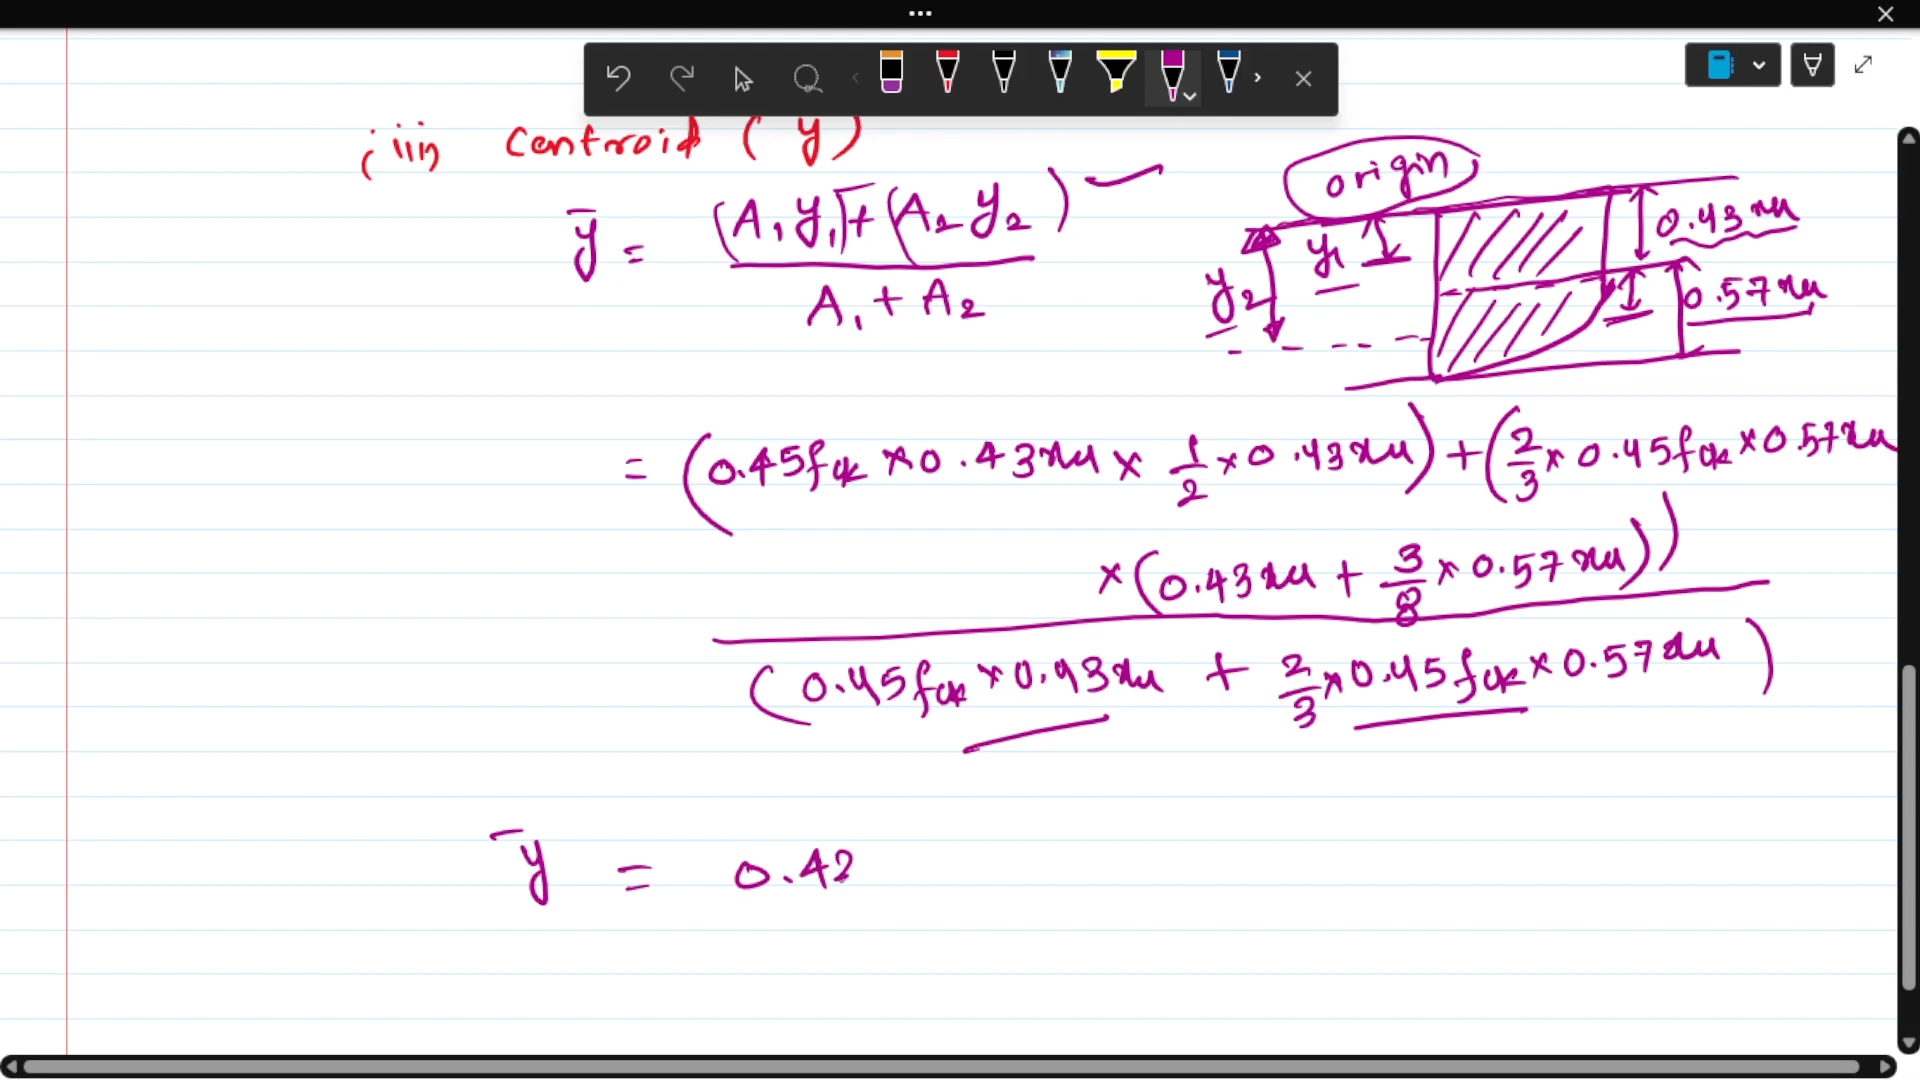 (iii) Centroid (y)
origin
ȳ = (A₁y₁) + (A₂y₂)
A₁ + A₂
y₁
y₂
0.43xu
0.57xu
= (0.45fck × 0.43xu × 1/2 × 0.43xu) + (2/3 × 0.45fck × 0.57xu
× (0.43xu + 3/8 × 0.57xu))
(0.45fck × 0.43xu + 2/3 × 0.45fck × 0.57xu)
ȳ = 0.42